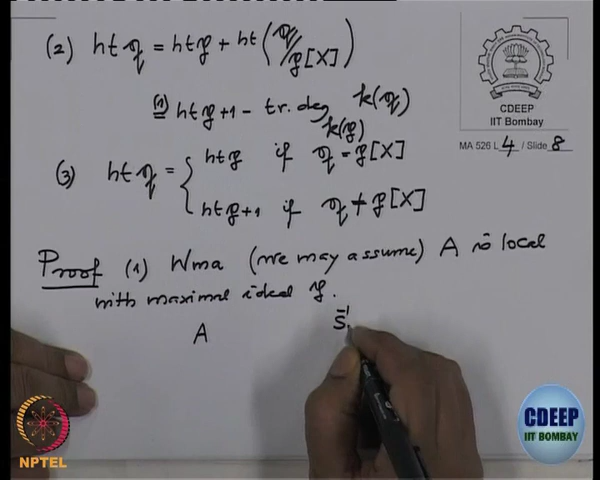 (2) ht 𝔮 = ht 𝔭 + ht (𝔮/𝔭[X])
(1)= ht 𝔭 + 1 - tr.deg k(𝔮)
k(𝔭)
(3) ht 𝔮 = { ht 𝔭 if 𝔮 = 𝔭[X]
ht 𝔭 + 1 if 𝔮 ≠ 𝔭[X]
Proof (1) Wma (we may assume) A is local
with maximal ideal 𝔭.
A S⁻¹
CDEEP
IIT Bombay
MA 526 L 4 / Slide 8
NPTEL
CDEEP
IIT BOMBAY